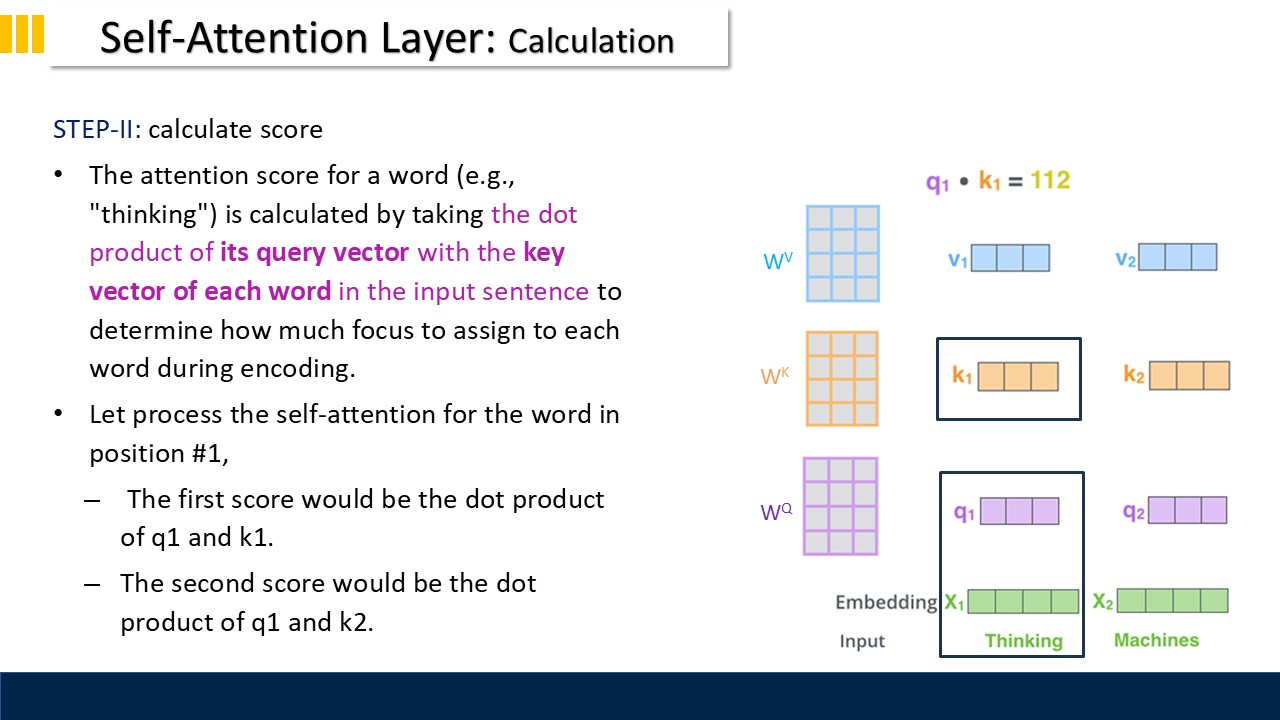 Self-Attention Layer: Calculation
STEP-II: calculate score
• The attention score for a word (e.g.,
"thinking") is calculated by taking the dot
product of its query vector with the key
vector of each word in the input sentence to
determine how much focus to assign to each
word during encoding.
• Let process the self-attention for the word in
position #1,
– The first score would be the dot product
of q1 and k1.
– The second score would be the dot
product of q1 and k2.
q1 • k1 = 112
WV v1 v2
WK k1 k2
WQ q1 q2
Embedding X1 X2
Input Thinking Machines